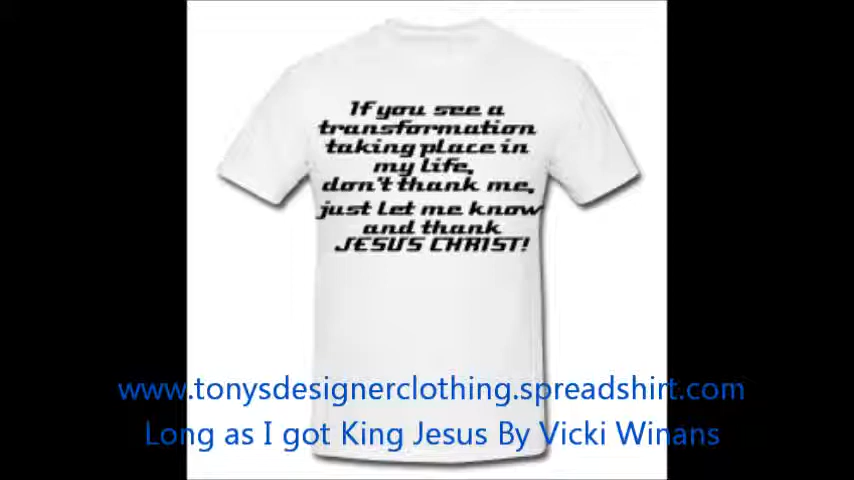 If you see a
transformation
taking place in
my life,
don't thank me,
just let me know
and thank
JESUS CHRIST!
www.tonysdesignerclothing.spreadshirt.com
Long as I got King Jesus By Vicki Winans